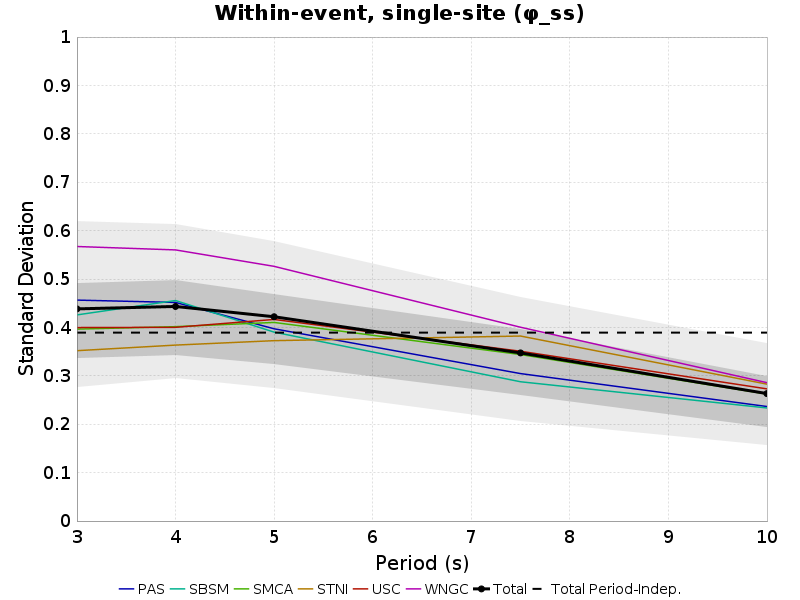 Within-event, single-site (φ_ss)
1
0.9
0.8
0.7
0.6
0.5
0.4
0.3
0.2
0.1
0
Standard Deviation
3 4 5 6 7 8 9 10
Period (s)
PAS SBSM SMCA STNI USC WNGC Total Total Period-Indep.